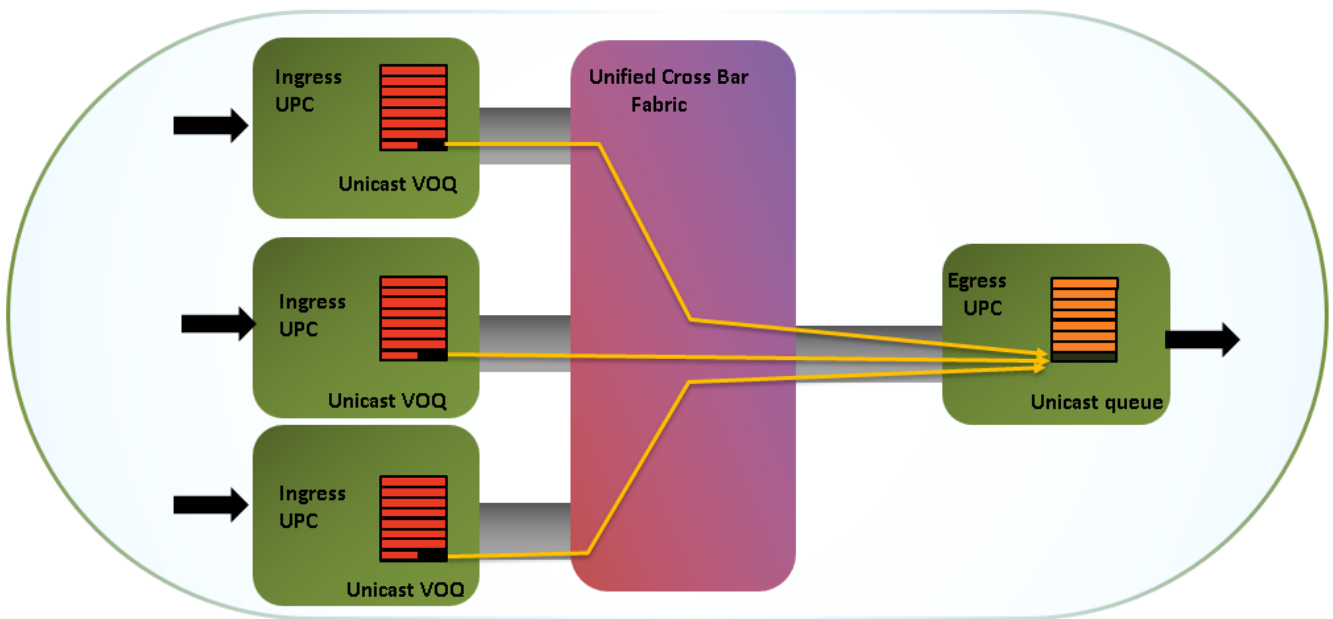 Ingress
UPC
Unicast VOQ
Unified Cross Bar
Fabric
Ingress
UPC
Unicast VOQ
Egress
UPC
Unicast queue
Ingress
UPC
Unicast VOQ